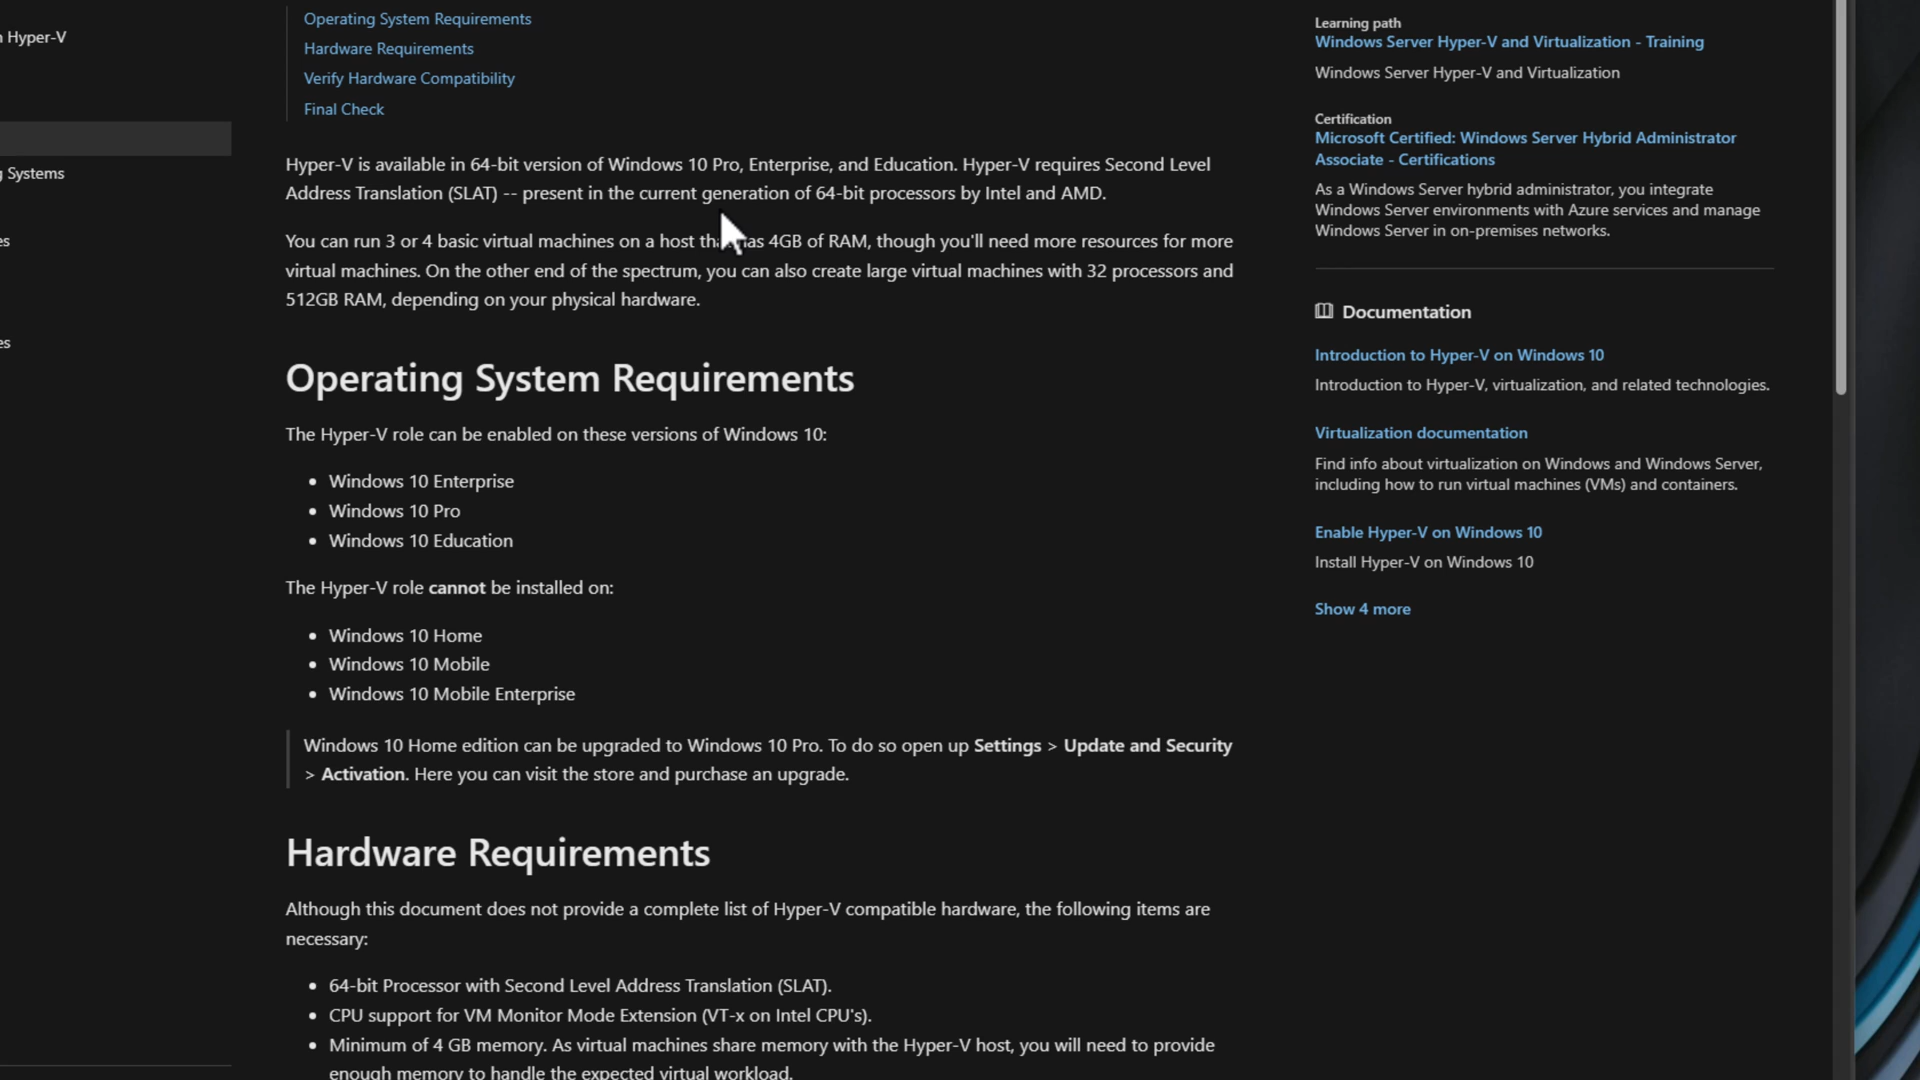 Hyper-V
Systems
es
es
Operating System Requirements
Hardware Requirements
Verify Hardware Compatibility
Final Check
Hyper-V is available in 64-bit version of Windows 10 Pro, Enterprise, and Education. Hyper-V requires Second Level
Address Translation (SLAT) -- present in the current generation of 64-bit processors by Intel and AMD.
You can run 3 or 4 basic virtual machines on a host 4GB of RAM, though you'll need more resources for more
virtual machines. On the other end of the spectrum, you can also create large virtual machines with 32 processors and
512GB RAM, depending on your physical hardware.
Operating System Requirements
The Hyper-V role can be enabled on these versions of Windows 10:
• Windows 10 Enterprise
• Windows 10 Pro
• Windows 10 Education
The Hyper-V role cannot be installed on:
• Windows 10 Home
• Windows 10 Mobile
• Windows 10 Mobile Enterprise
Windows 10 Home edition can be upgraded to Windows 10 Pro. To do so open up Settings > Update and Security
> Activation. Here you can visit the store and purchase an upgrade.
Hardware Requirements
Although this document does not provide a complete list of Hyper-V compatible hardware, the following items are
necessary:
• 64-bit Processor with Second Level Address Translation (SLAT).
• CPU support for VM Monitor Mode Extension (VT-x on Intel CPU's).
• Minimum of 4 GB memory. As virtual machines share memory with the Hyper-V host, you will need to provide
enough memory to handle the expected virtual workload.
Learning path
Windows Server Hyper-V and Virtualization - Training
Windows Server Hyper-V and Virtualization
Certification
Microsoft Certified: Windows Server Hybrid Administrator
Associate - Certifications
As a Windows Server hybrid administrator, you integrate
Windows Server environments with Azure services and manage
Windows Server in on-premises networks.
Documentation
Introduction to Hyper-V on Windows 10
Introduction to Hyper-V, virtualization, and related technologies.
Virtualization documentation
Find info about virtualization on Windows and Windows Server,
including how to run virtual machines (VMs) and containers.
Enable Hyper-V on Windows 10
Install Hyper-V on Windows 10
Show 4 more